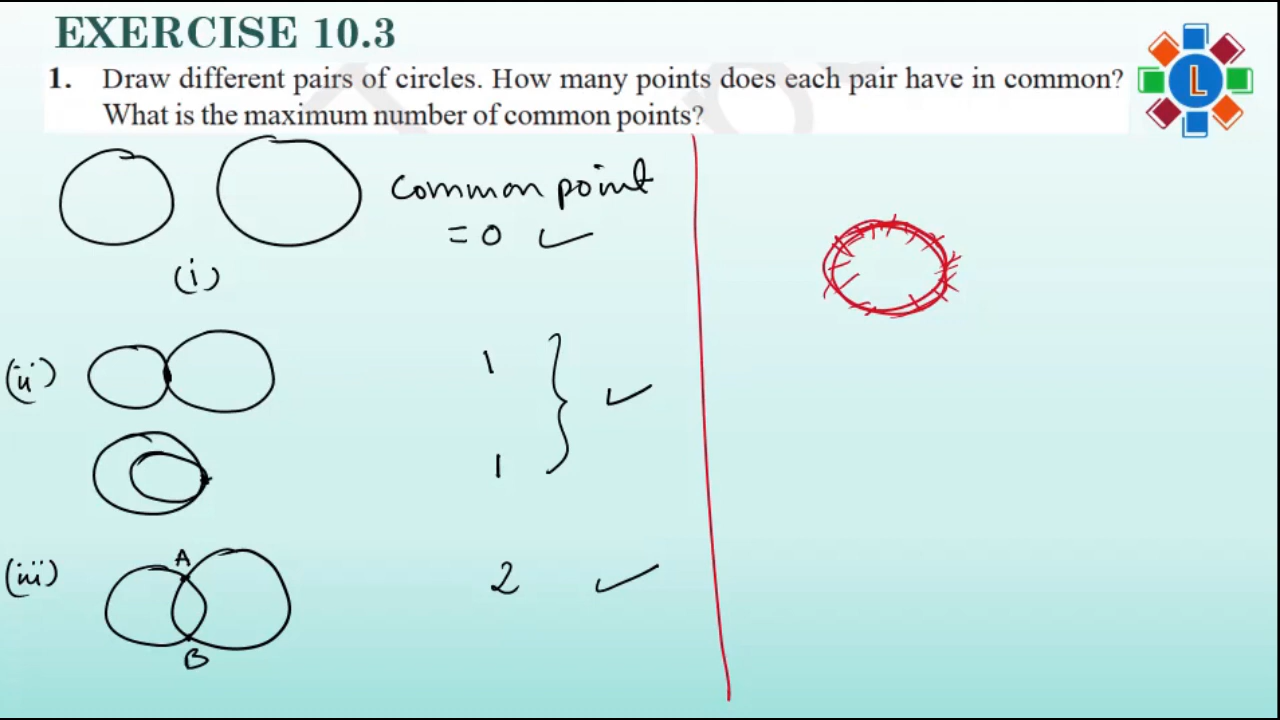 EXERCISE 10.3
1. Draw different pairs of circles. How many points does each pair have in common?
What is the maximum number of common points?
L
common point
= 0
(i)
(ii)
1
1
(iii)
A
2
B